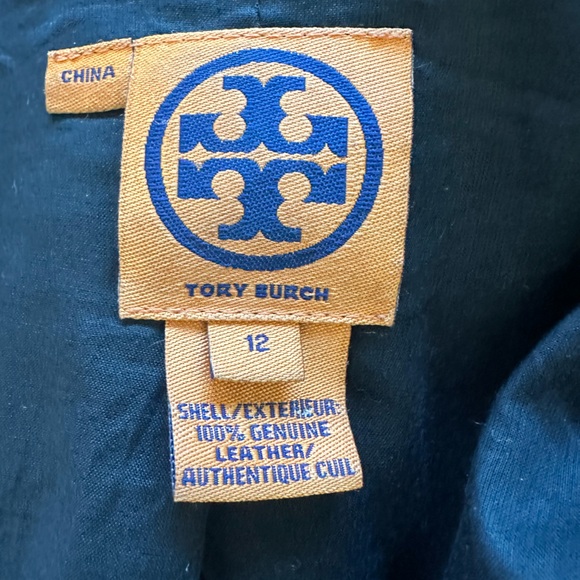 CHINA
TORY BURCH
12
SHELL/EXTERIEUR:
100% GENUINE
LEATHER/
AUTHENTIQUE CUIL